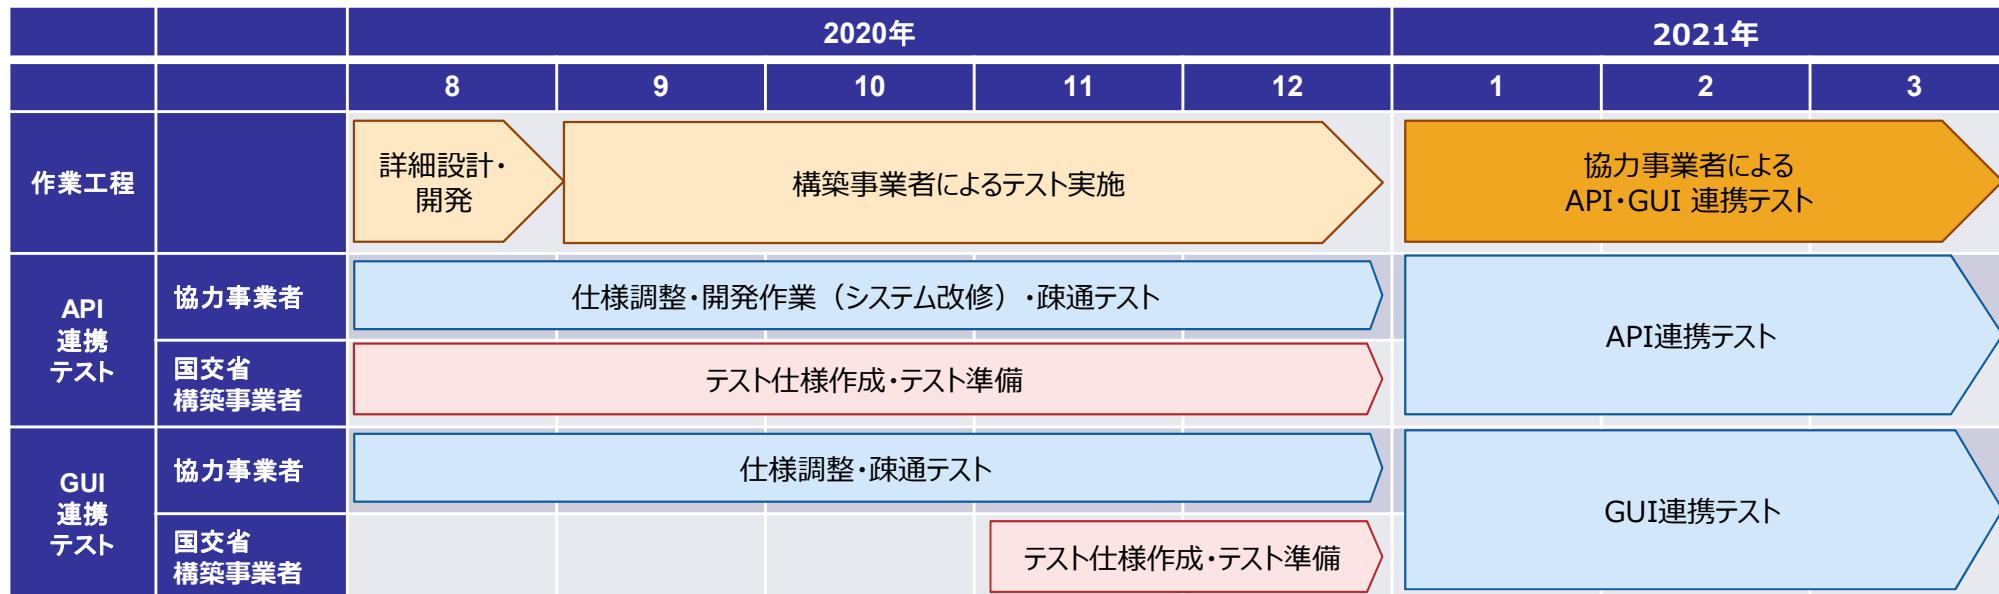 2020年
2021年
8
9
10
11
12
1
2
3
作業工程
詳細設計・
開発
構築事業者によるテスト実施
協力事業者による
API・GUI 連携テスト
API
連携
テスト
協力事業者
仕様調整・開発作業（システム改修）・疎通テスト
API連携テスト
国交省
構築事業者
テスト仕様作成・テスト準備
GUI
連携
テスト
協力事業者
仕様調整・疎通テスト
GUI連携テスト
国交省
構築事業者
テスト仕様作成・テスト準備